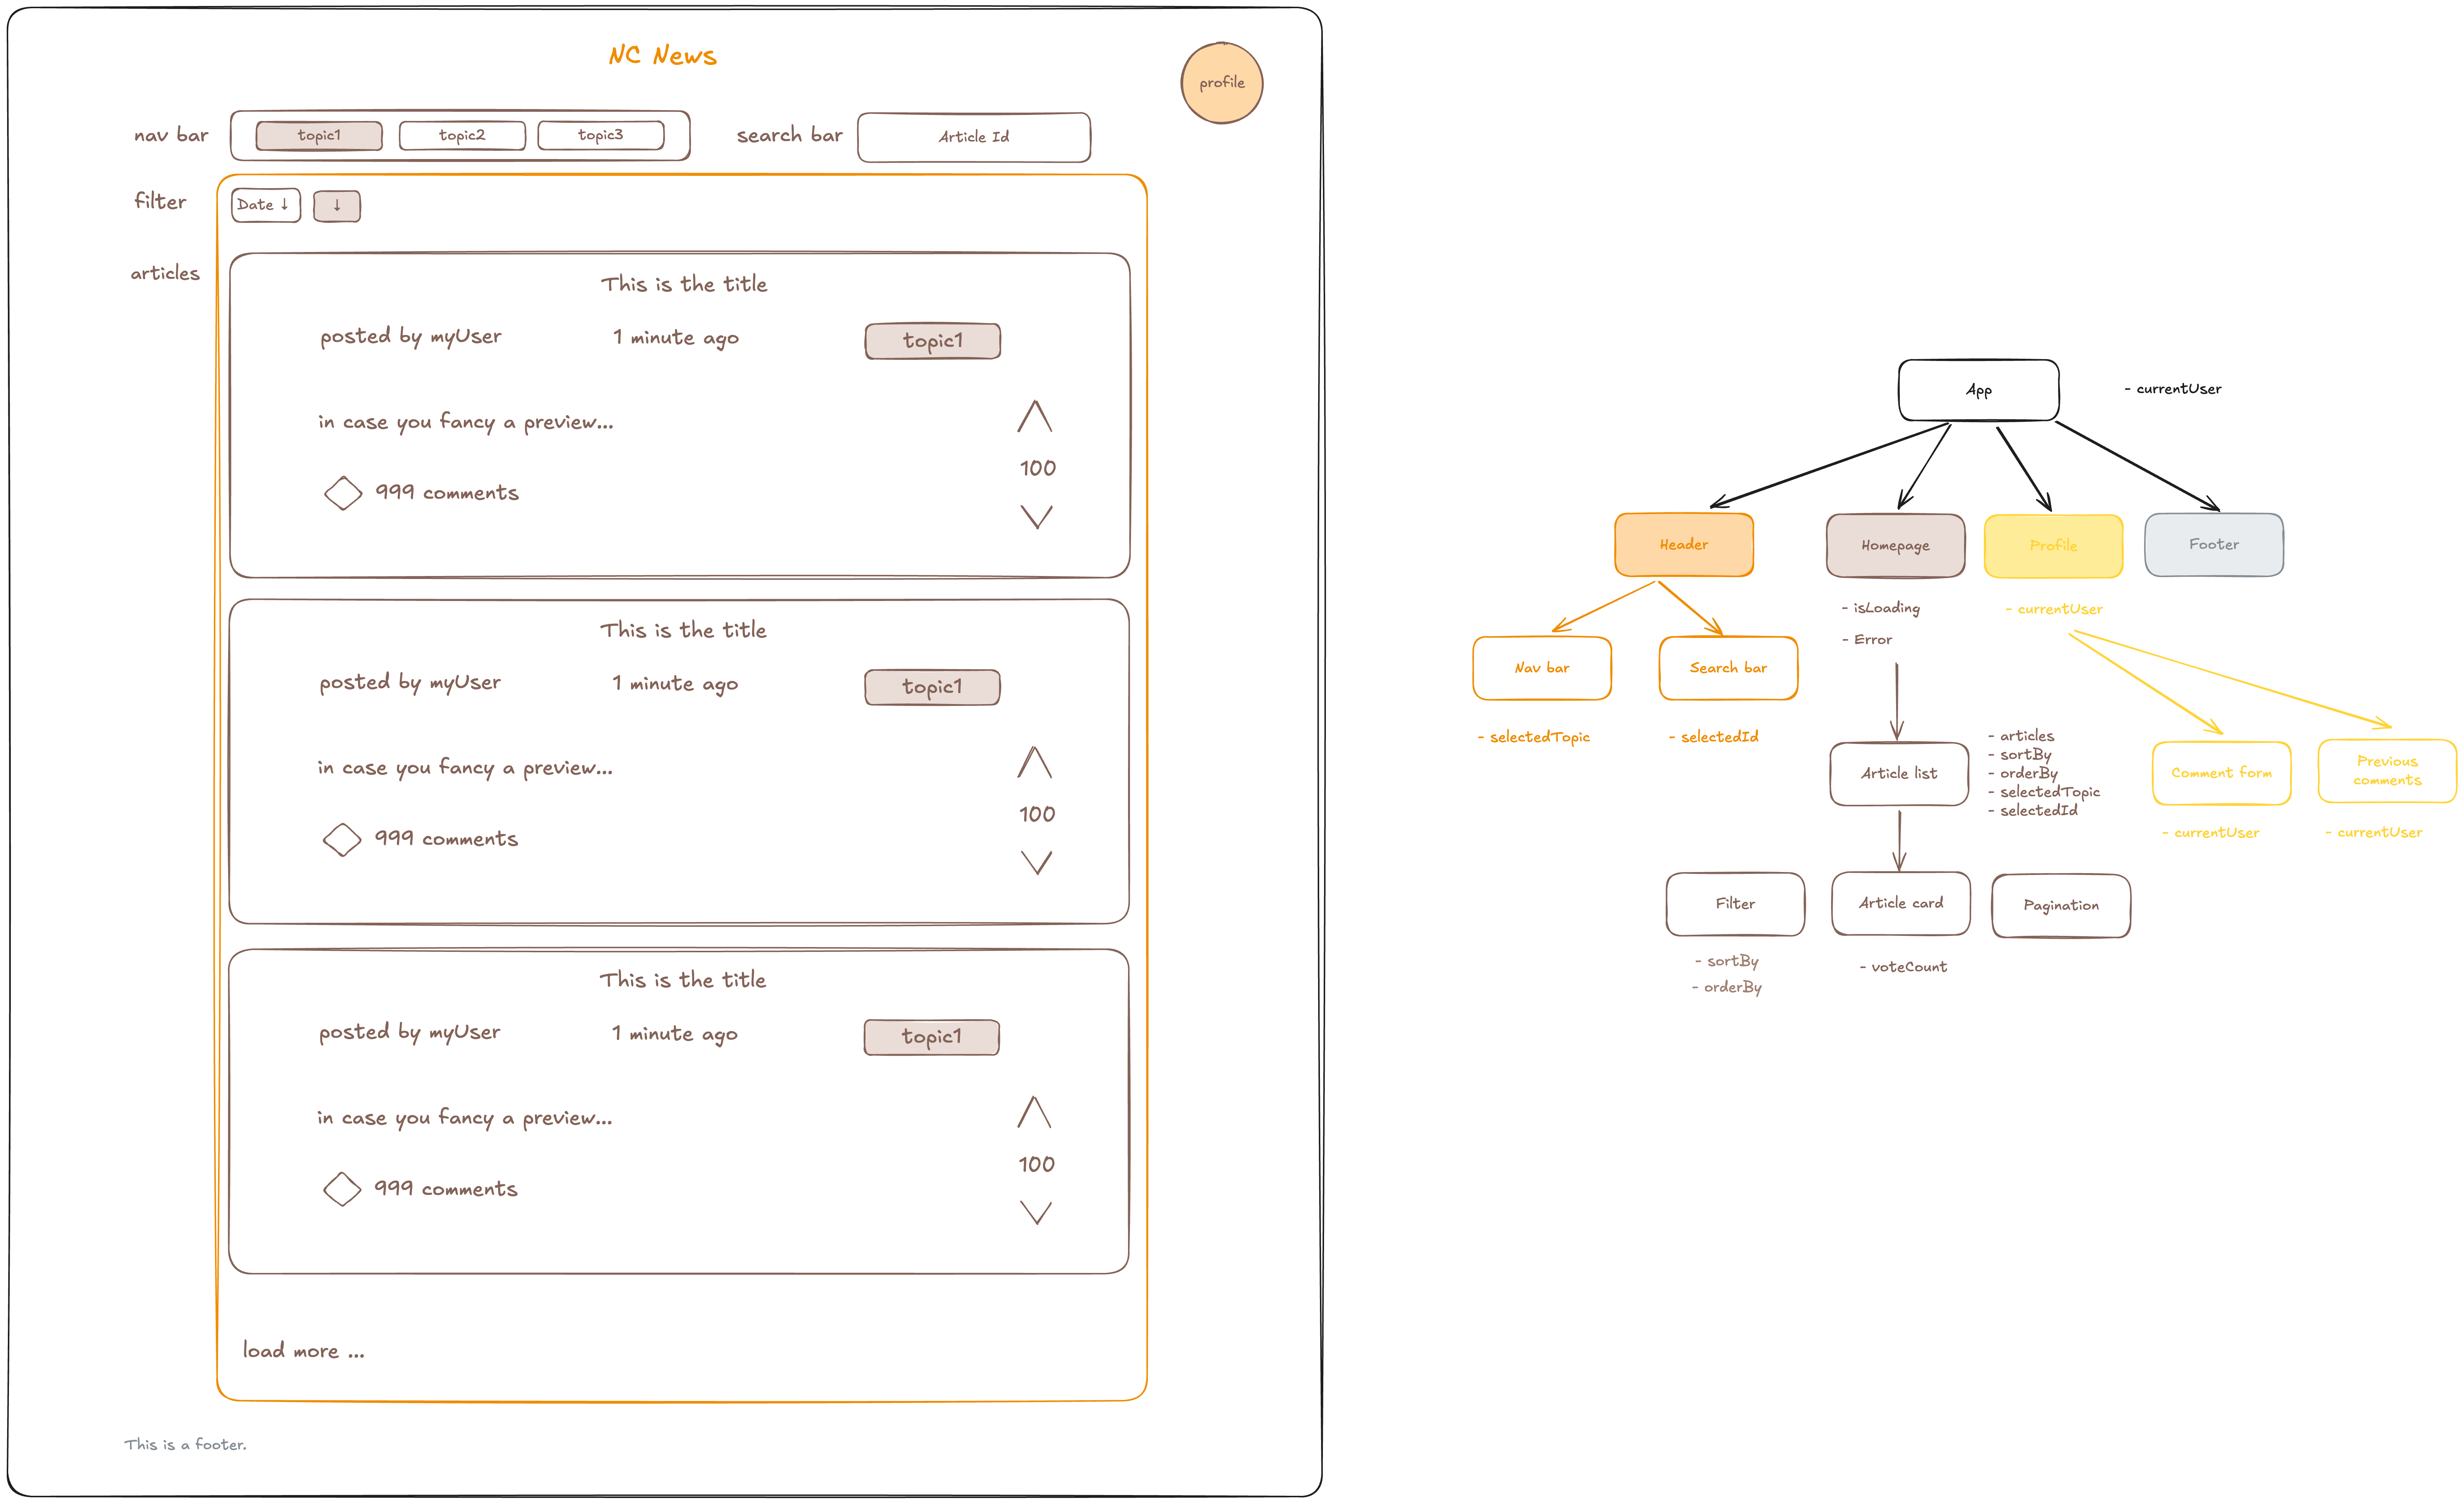 NC News
profile
nav bar
topic1
topic2
topic3
search bar
Article Id
filter
Date ↓
↓
articles
This is the title
posted by myUser
1 minute ago
topic1
in case you fancy a preview...
100
999 comments
This is the title
posted by myUser
1 minute ago
topic1
in case you fancy a preview...
100
999 comments
This is the title
posted by myUser
1 minute ago
topic1
in case you fancy a preview...
100
999 comments
load more ...
This is a footer.
App
- currentUser
Header
Homepage
Profile
Footer
- isLoading
- Error
- currentUser
Nav bar
Search bar
- selectedTopic
- selectedId
Article list
- articles
- sortBy
- orderBy
- selectedTopic
- selectedId
Comment form
Previous
comments
- currentUser
- currentUser
Filter
Article card
Pagination
- sortBy
- orderBy
- voteCount